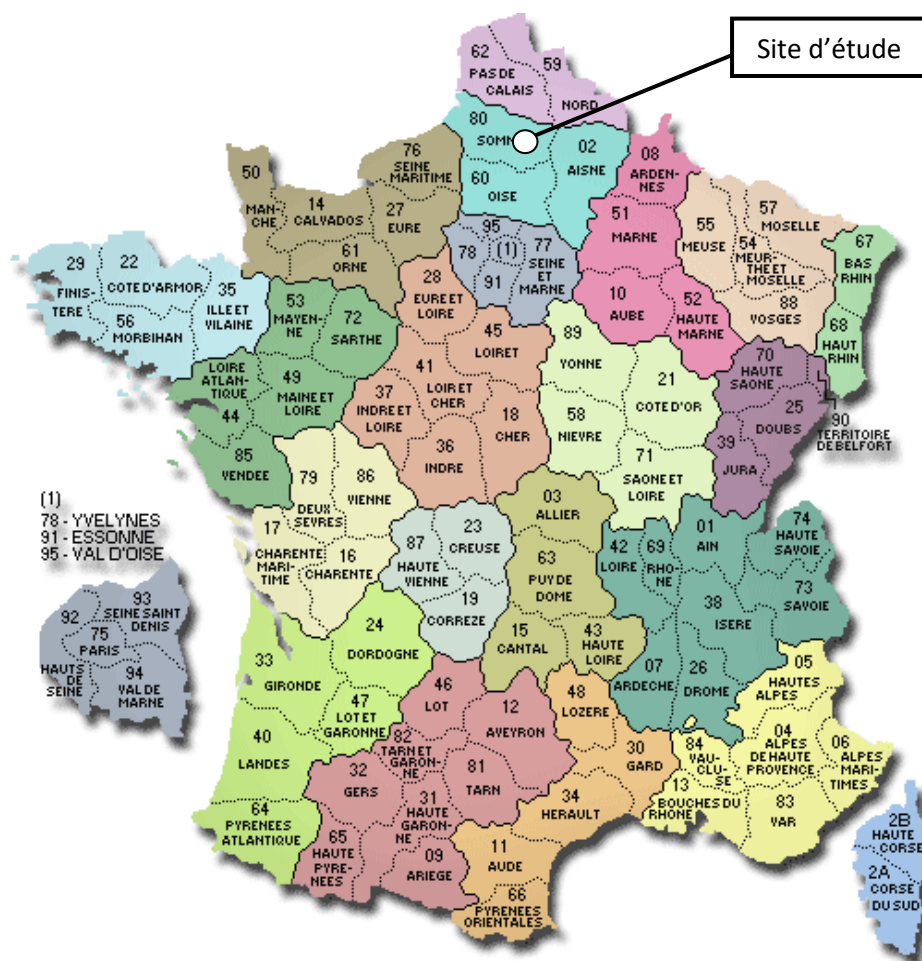 Site d'étude
62
PAS DE
CALAIS
59
NORD
80
SOMM
02
AISNE
60
OISE
76
SEINE
MARITIME
27
EURE
50
MAN-
CHE
14
CALVADOS
61
ORNE
08
ARDEN-
NES
51
MARNE
10
AUBE
52
HAUTE
MARNE
55
MEUSE
54
MEUR-
THE ET
MOSELLE
57
MOSELLE
88
VOSGES
67
BAS
RHIN
68
HAUT
RHIN
95
(1)
78
91
77
SEINE
ET
MARNE
29
FINIS-
TERE
22
COTE D'ARMOR
56
MORBIHAN
35
ILLE ET
VILAINE
53
MAYEN-
NE
72
SARTHE
LOIRE
ATLAN-
TIQUE
44
49
MAINE ET
LOIRE
85
VENDEE
28
EURE ET
LOIRE
45
LOIRET
41
LOIR ET
CHER
37
INDRE ET
LOIRE
18
CHER
36
INDRE
89
YONNE
21
COTE D'OR
58
NIEVRE
71
SAONE ET
LOIRE
70
HAUTE
SAONE
25
DOUBS
39
JURA
90
TERRITOIRE
DE BELFORT
79
DEUX
SEVRES
86
VIENNE
17
CHARENTE
MARI-
TIME
16
CHARENTE
87
HAUTE
VIENNE
23
CREUSE
19
CORREZE
03
ALLIER
63
PUY DE
DOME
15
CANTAL
43
HAUTE
LOIRE
42
LOIRE
69
RHO-
NE
01
AIN
74
HAUTE
SAVOIE
73
SAVOIE
38
ISERE
07
ARDECHE
26
DROME
(1)
78 - YVELYNES
91 - ESSONNE
95 - VAL D'OISE
92
HAUTS
DE
SEINE
93
SEINE SAINT
DENIS
75
PARIS
94
VAL DE
MARNE
24
DORDOGNE
33
GIRONDE
47
LOT ET
GARONNE
40
LANDES
64
PYRENEES
ATLANTIQUE
46
LOT
12
AVEYRON
82
TARN ET
GARON-
NE
81
TARN
32
GERS
31
HAUTE
GARON-
NE
65
HAUTE
PYRE-
NEES
09
ARIEGE
48
LOZERE
30
GARD
34
HERAULT
11
AUDE
66
PYRENEES
ORIENTALES
05
HAUTES
ALPES
04
ALPES
DE HAUTE
PROVENCE
06
ALPES
MARI-
TIMES
84
VAU-
CLUSE
13
BOUCHES DU
RHONE
83
VAR
2B
HAUTE
CORSE
2A
CORSE
DU SUD